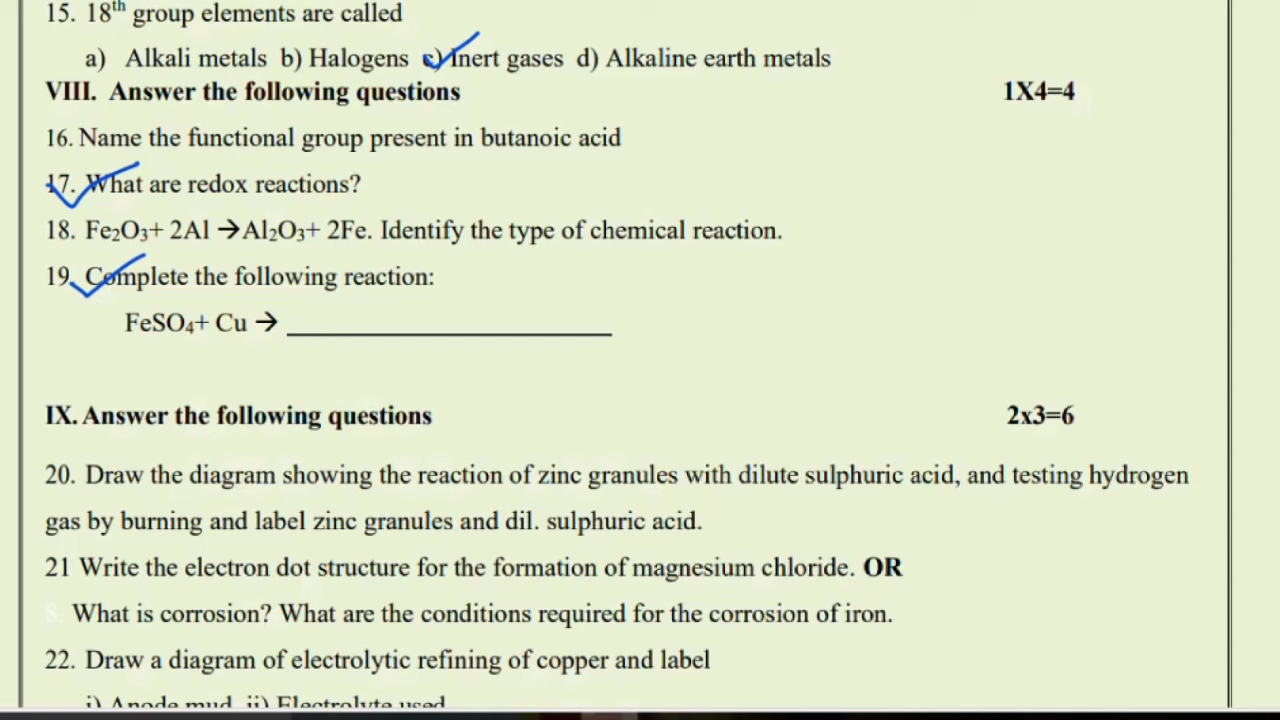 15. 18th group elements are called
a) Alkali metals b) Halogens c) Inert gases d) Alkaline earth metals
VIII. Answer the following questions 1X4=4
16. Name the functional group present in butanoic acid
17. What are redox reactions?
18. Fe₂O₃+ 2Al →Al₂O₃+ 2Fe. Identify the type of chemical reaction.
19. Complete the following reaction:
FeSO₄+ Cu → ____________________
IX. Answer the following questions 2x3=6
20. Draw the diagram showing the reaction of zinc granules with dilute sulphuric acid, and testing hydrogen
gas by burning and label zinc granules and dil. sulphuric acid.
21 Write the electron dot structure for the formation of magnesium chloride. OR
What is corrosion? What are the conditions required for the corrosion of iron.
22. Draw a diagram of electrolytic refining of copper and label
i) Anode mud ii) Electrolyte used